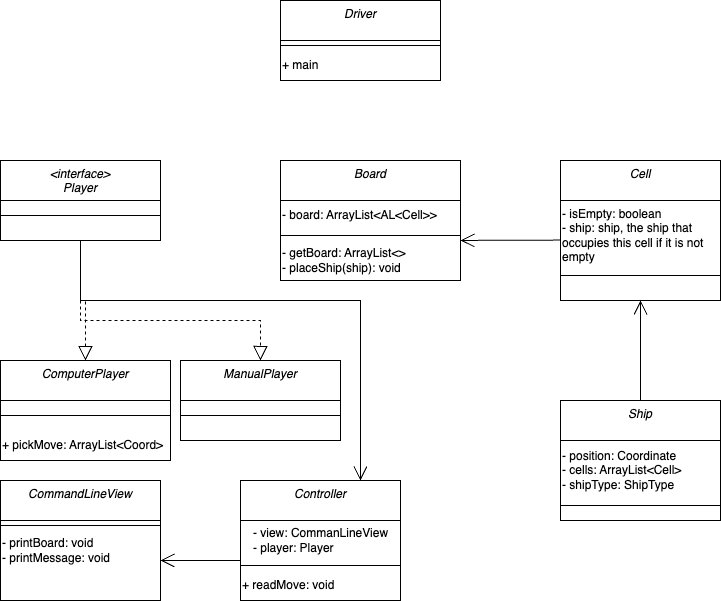 Driver
+ main
<interface>
Player
Board
- board: ArrayList<AL<Cell>>
- getBoard: ArrayList<>
- placeShip(ship): void
Cell
- isEmpty: boolean
- ship: ship, the ship that
occupies this cell if it is not
empty
ComputerPlayer
+ pickMove: ArrayList<Coord>
ManualPlayer
Ship
- position: Coordinate
- cells: ArrayList<Cell>
- shipType: ShipType
CommandLineView
- printBoard: void
- printMessage: void
Controller
- view: CommanLineView
- player: Player
+ readMove: void